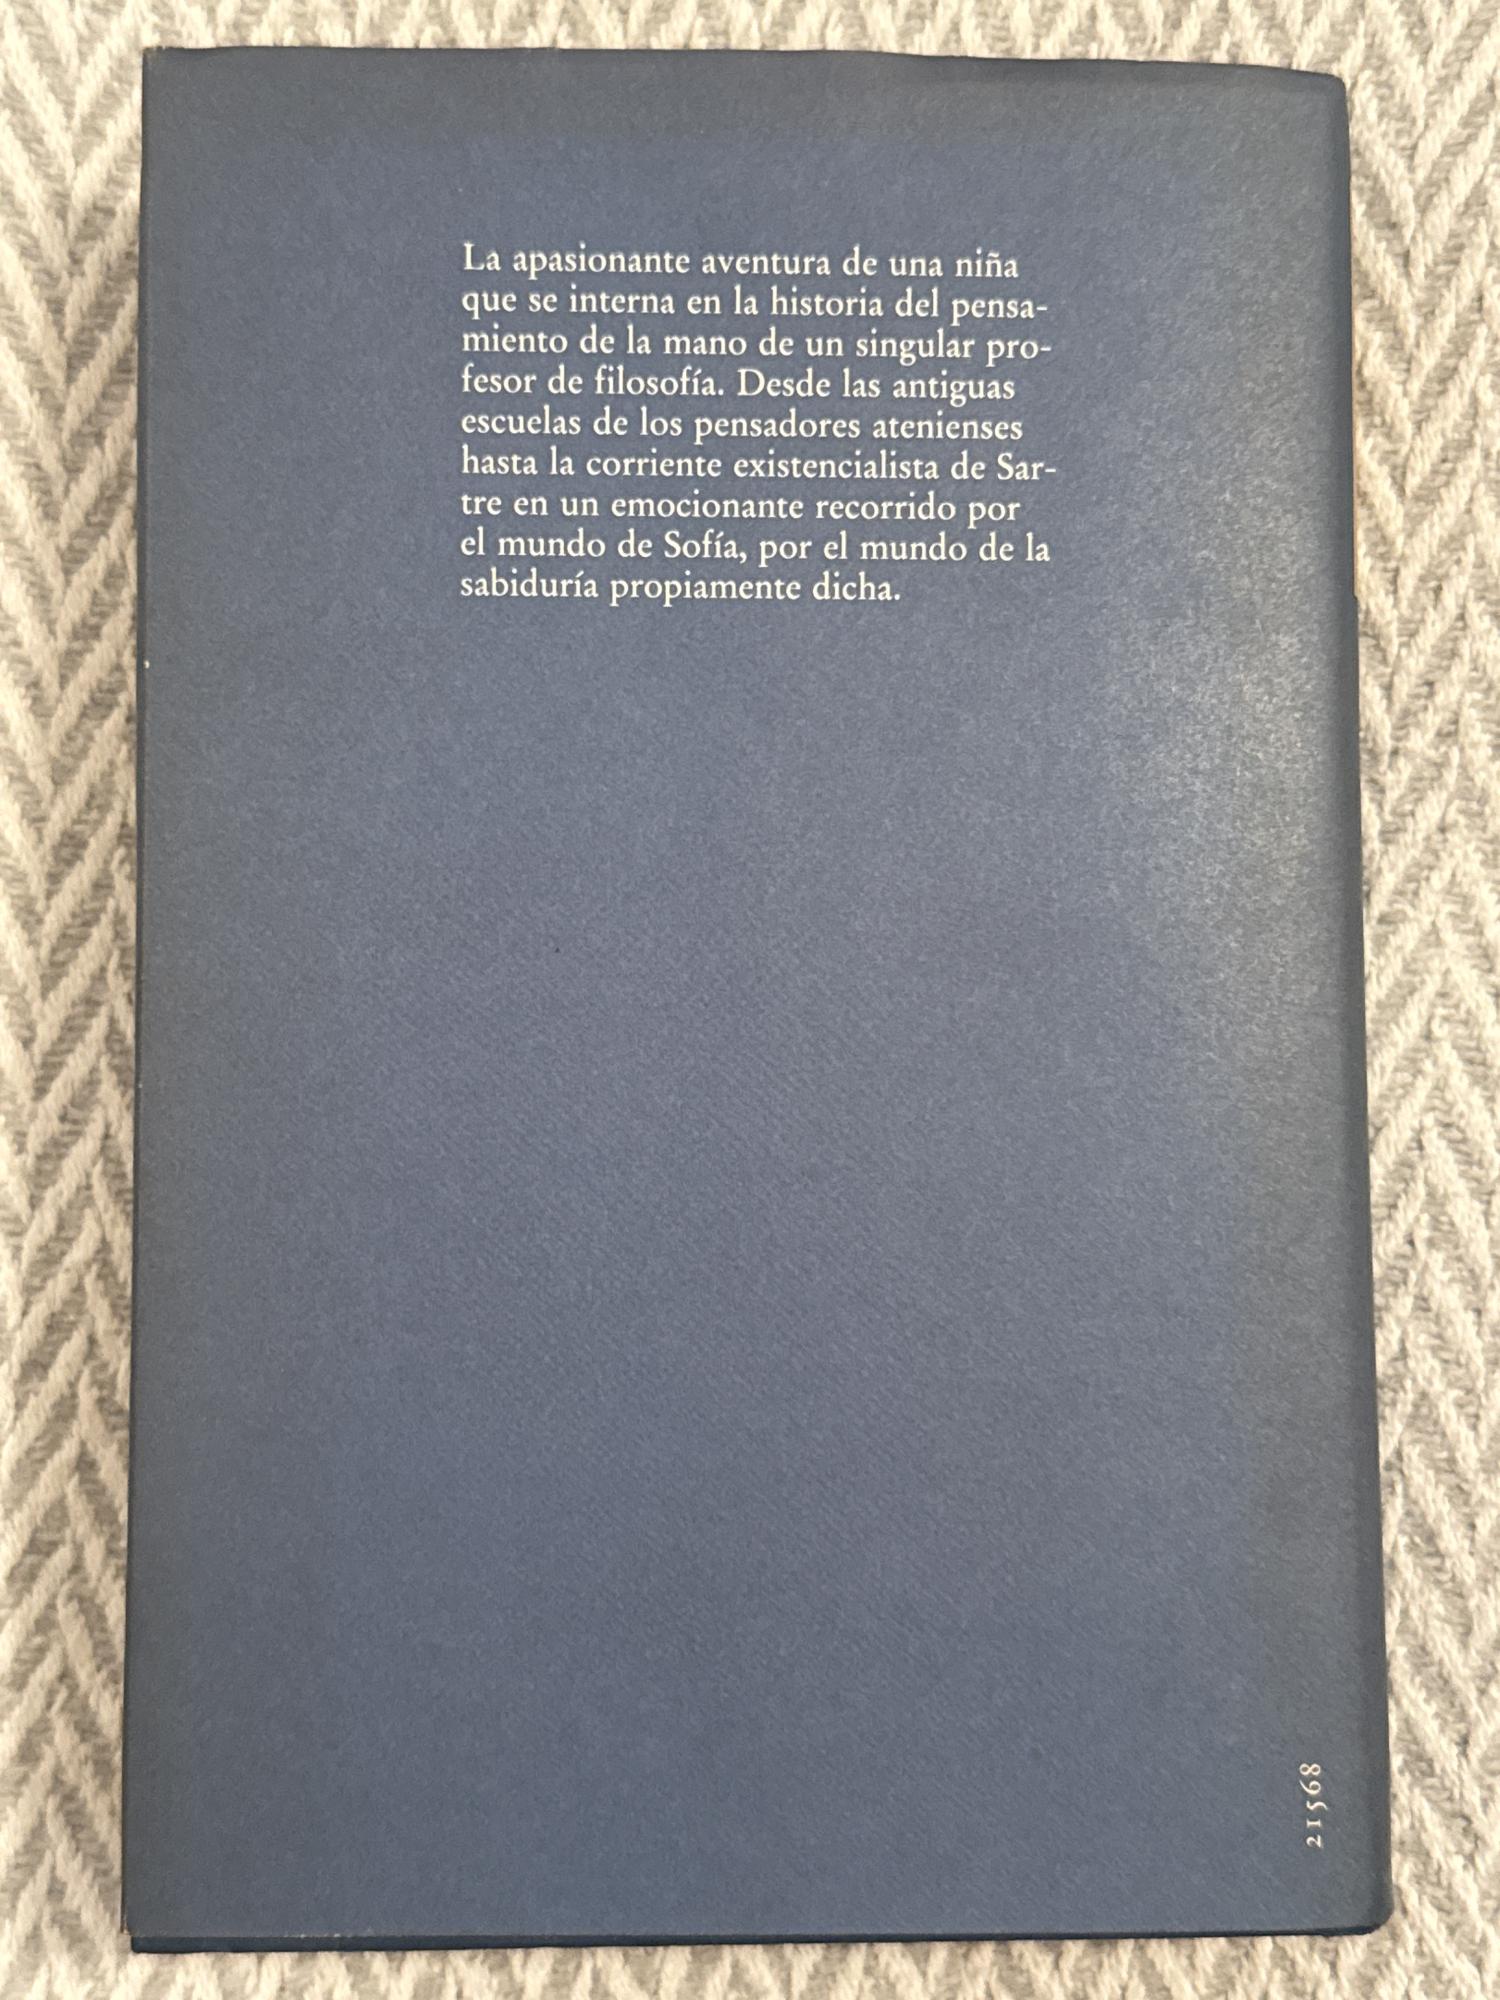 La apasionante aventura de una niña
que se interna en la historia del pensa-
miento de la mano de un singular pro-
fesor de filosofía. Desde las antiguas
escuelas de los pensadores atenienses
hasta la corriente existencialista de Sar-
tre en un emocionante recorrido por
el mundo de Sofía, por el mundo de la
sabiduría propiamente dicha.
21568